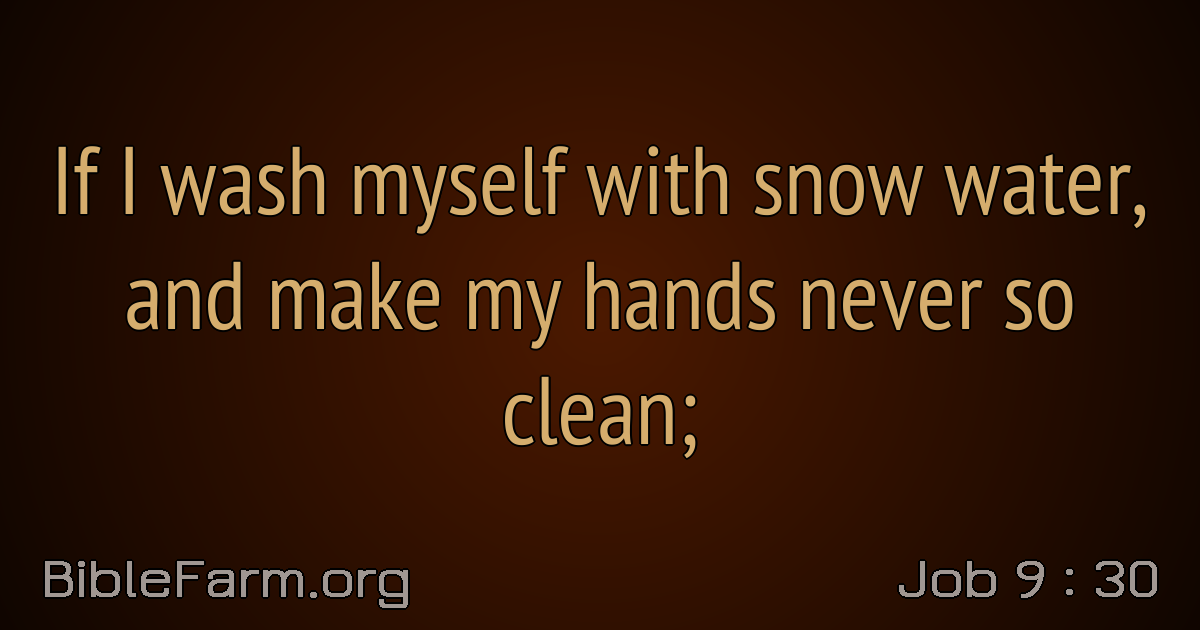 If I wash myself with snow water,
and make my hands never so
clean;
BibleFarm.org
Job 9 : 30